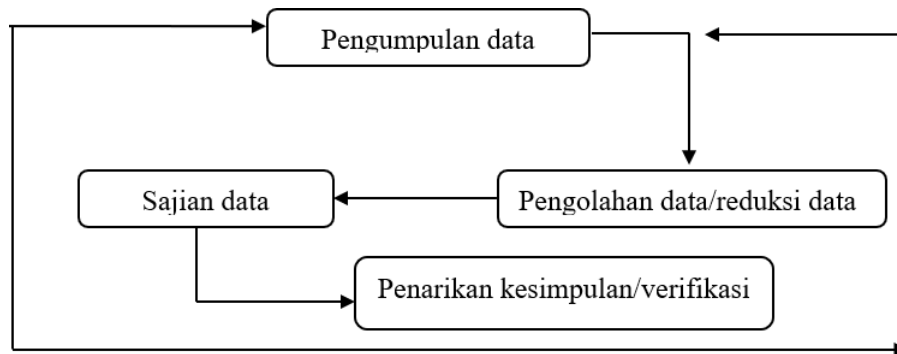 Pengumpulan data
Sajian data
Pengolahan data/reduksi data
Penarikan kesimpulan/verifikasi